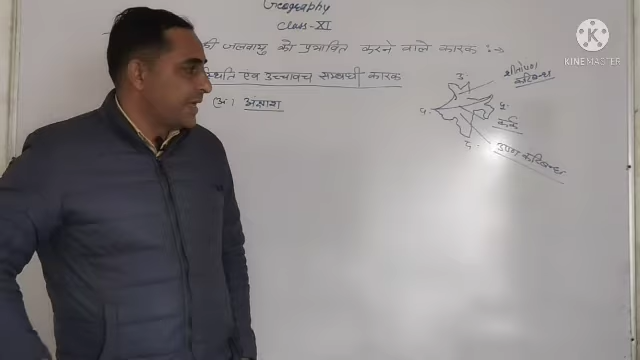 Geography
Class-XI
की जलवायु को प्रभावित करने वाले कारक :->
स्थिति एवं उच्चावच सम्बन्धी कारक
(अ) अक्षांश
उ.
शीतोष्ण
कटिबन्ध
पू.
प.
कर्क
द.
उष्ण कटिबन्ध
KINEMASTER